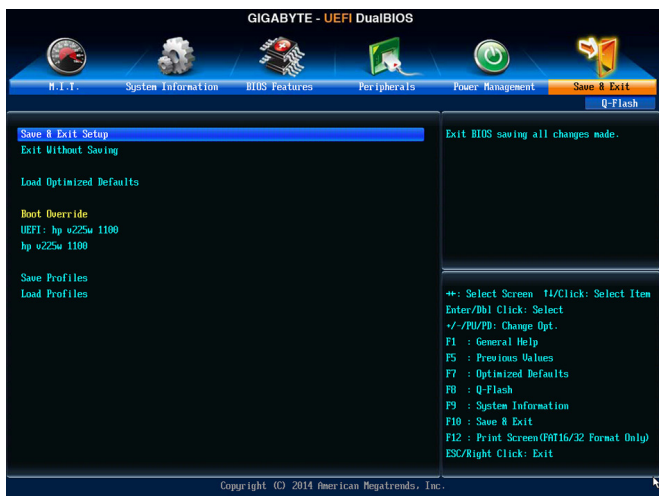 GIGABYTE - UEFI DualBIOS
M.I.T.
System Information
BIOS Features
Peripherals
Power Management
Save & Exit
Q-Flash
Save & Exit Setup
Exit Without Saving
Load Optimized Defaults
Boot Override
UEFI: hp v225w 1100
hp v225w 1100
Save Profiles
Load Profiles
Exit BIOS saving all changes made.
→←: Select Screen ↑↓/Click: Select Item
Enter/Dbl Click: Select
+/-/PU/PD: Change Opt.
F1 : General Help
F5 : Previous Values
F7 : Optimized Defaults
F8 : Q-Flash
F9 : System Information
F10 : Save & Exit
F12 : Print Screen(FAT16/32 Format Only)
ESC/Right Click: Exit
Copyright (C) 2014 American Megatrends, Inc.